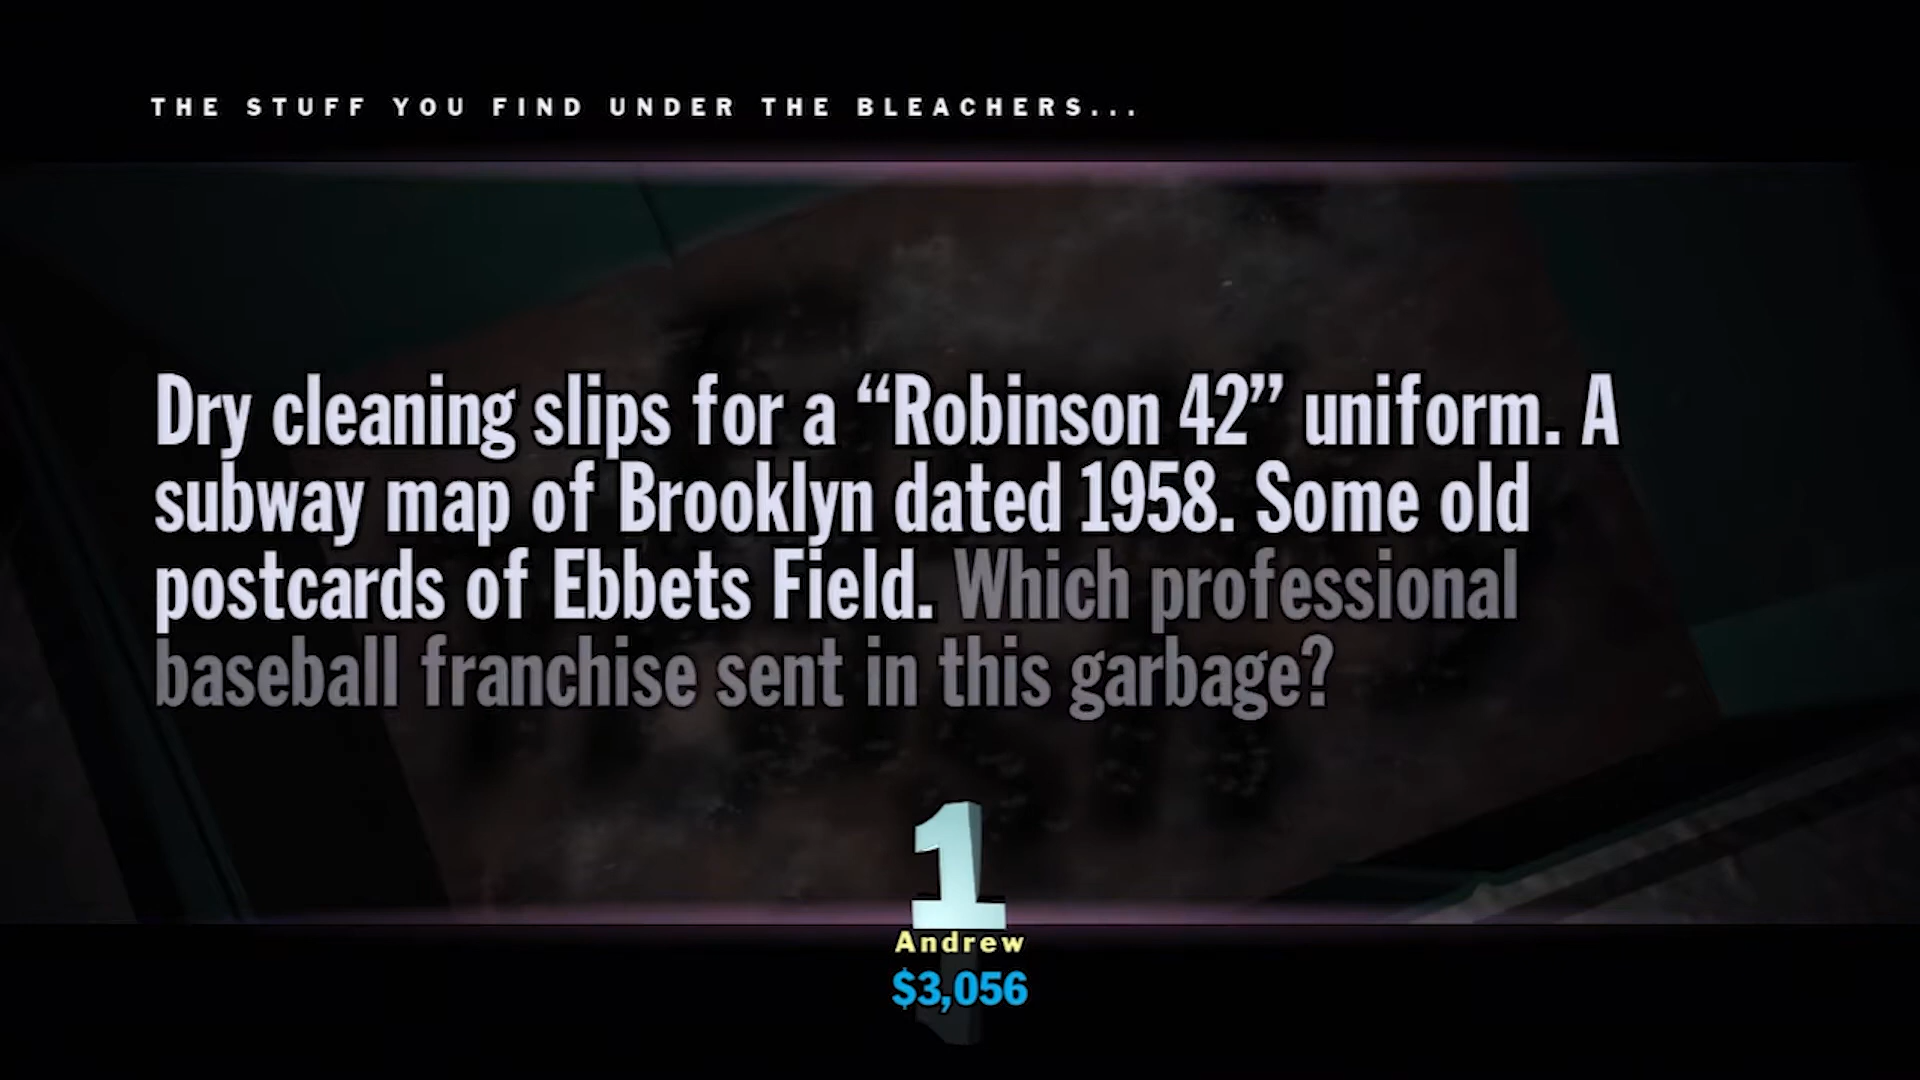 THE STUFF YOU FIND UNDER THE BLEACHERS...
Dry cleaning slips for a “Robinson 42” uniform. A
subway map of Brooklyn dated 1958. Some old
postcards of Ebbets Field. Which professional
baseball franchise sent in this garbage?
1
Andrew
$3,056